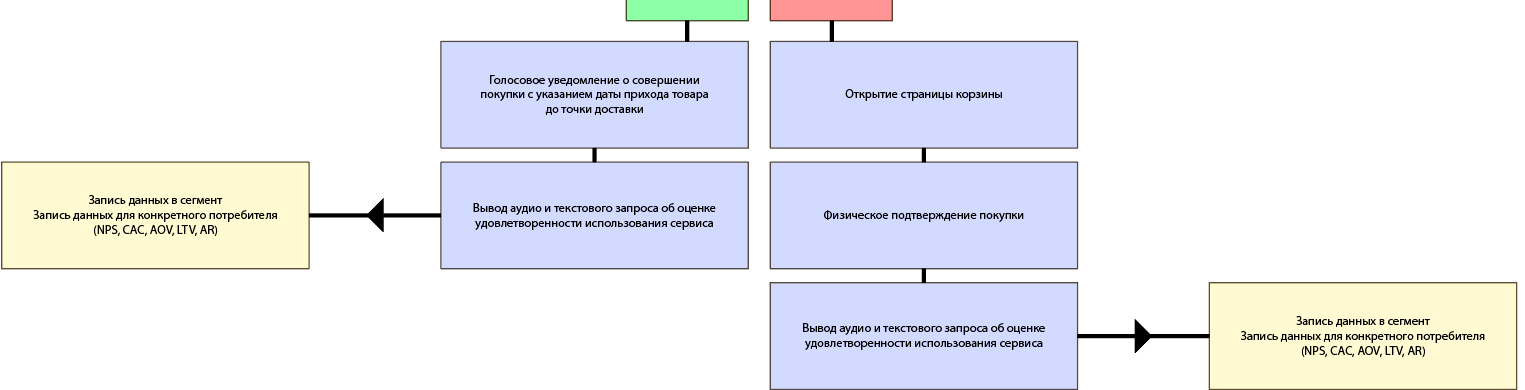 Голосовое уведомление о совершении
покупки с указанием даты прихода товара
до точки доставки
Открытие страницы корзины
Запись данных в сегмент
Запись данных для конкретного потребителя
(NPS, CAC, AOV, LTV, AR)
Вывод аудио и текстового запроса об оценке
удовлетворенности использования сервиса
Физическое подтверждение покупки
Вывод аудио и текстового запроса об оценке
удовлетворенности использования сервиса
Запись данных в сегмент
Запись данных для конкретного потребителя
(NPS, CAC, AOV, LTV, AR)